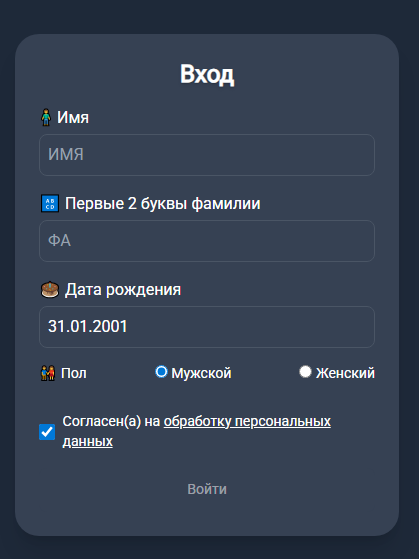 Вход
Имя
ИМЯ
Первые 2 буквы фамилии
ФА
Дата рождения
31.01.2001
Пол Мужской Женский
Согласен(а) на обработку персональных
данных
Войти